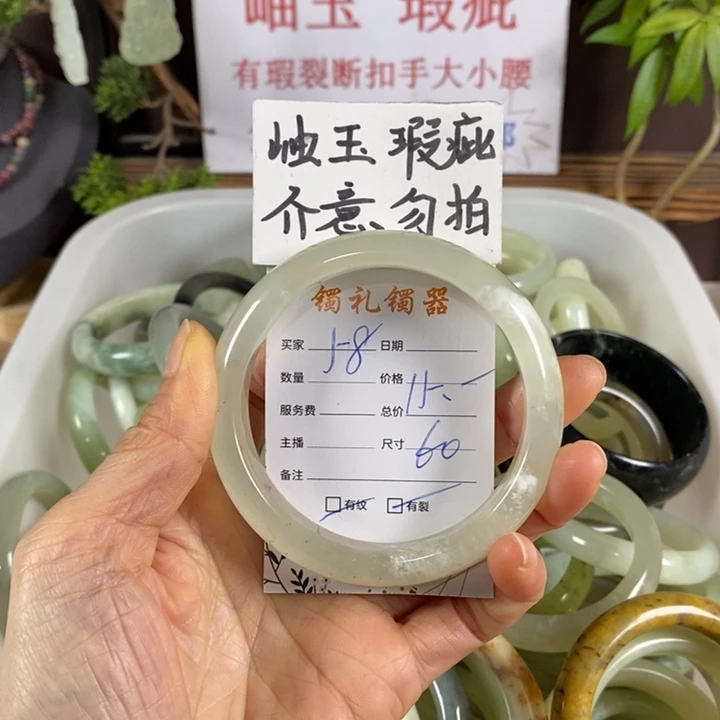 岫玉 瑕疵
有瑕裂断扣手大小腰
岫玉瑕疵
介意勿拍
镯礼镯器
买家 J-8 日期
数量 价格 15.-
服务费 总价
主播 尺寸 60
备注
有纹 有裂